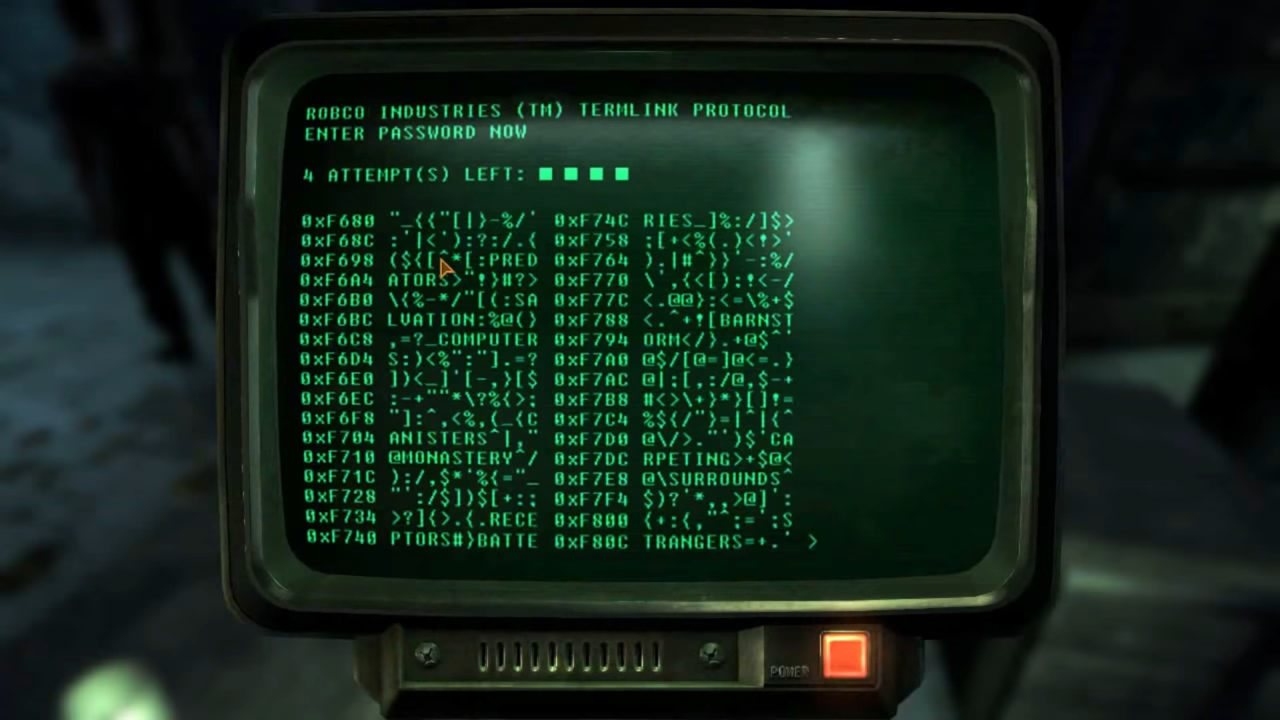 ROBCO INDUSTRIES (TM) TERMLINK PROTOCOL
ENTER PASSWORD NOW
4 ATTEMPT(S) LEFT: ■ ■ ■ ■
0xF680 "_{{"[|}-%/' 0xF74C RIES_]%:/]$>
0xF68C :'|<'):?:/.{ 0xF758 ;[+<%(.)<!>'
0xF698 (${[^*[:PRED 0xF764 ).|#^}}'-:%/
0xF6A4 ATORS>"!}#?> 0xF770 \',{<[);!<-/
0xF6B0 \{%-*/"[(:SA 0xF77C <.@@}:<=\%+$
0xF6BC LVATION:%@() 0xF788 <.^+![BARNST
0xF6C8 ,=?_COMPUTER 0xF794 ORM</}.+@$^'
0xF6D4 S:)<%":"].=? 0xF7A0 @$/[@=]@<=.}
0xF6E0 ])<_]'[-,}[$ 0xF7AC @|:[,:/@,$-+
0xF6EC :-+""*\?%{>: 0xF7B8 #<>\+}*}[]!=
0xF6F8 "]:^,<%,(_{C 0xF7C4 %${/"}=|^|{^
0xF704 ANISTERS^|," 0xF7D0 @\/>."')$'CA
0xF710 @MONASTERY^/ 0xF7DC RPETING>+$@<
0xF71C ):/,$*'%{="_ 0xF7E8 @\SURROUNDS^
0xF728 "':/$])$[+:: 0xF7F4 $)?'*,,>@]':
0xF734 >?]{>.{.RECE 0xF800 {+:{,"^:=':S
0xF740 PTORS#}BATTE 0xF80C TRANGERS=+.' >
POWER